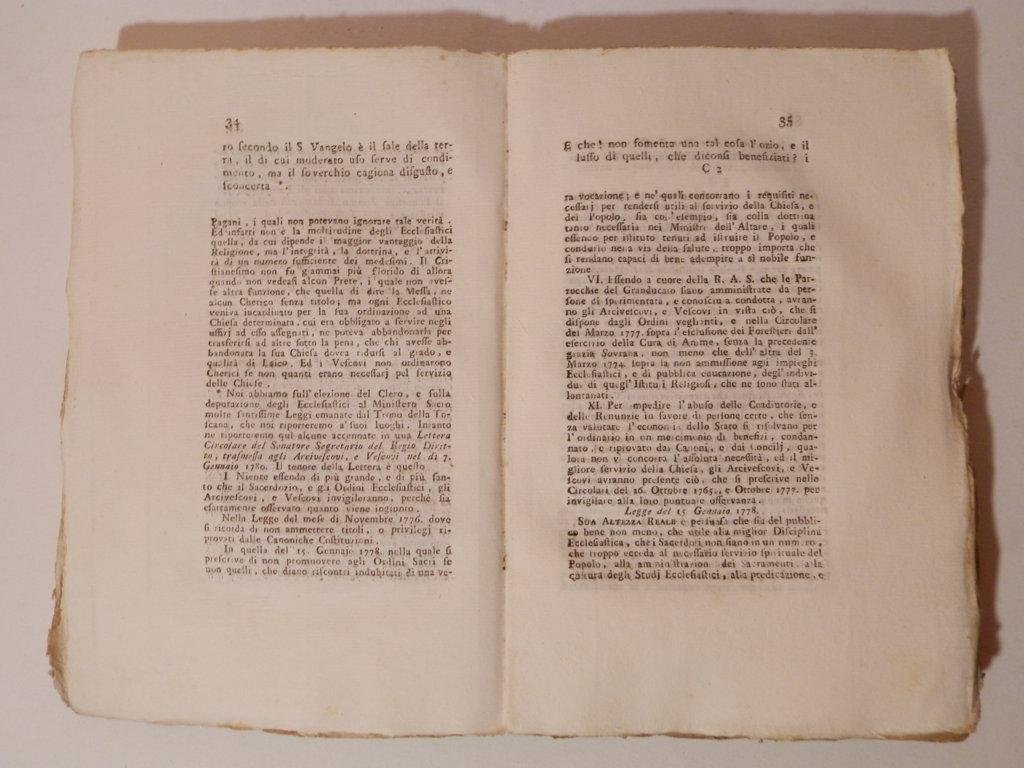 34
ro secondo il S Vangelo è il sale della ter-
ra, il di cui moderato uso serve di condi-
mento, ma il soverchio cagiona disgusto, e
sconcerta *.
Pagani, i quali non potevano ignorare tale verità.
Ed infatti non è la moltitudine degli Ecclesiastici
quella, da cui dipende i maggior vantaggio della
Religione, ma l'integrità, la dottrina, e l'attivi-
tà di un numero sufficiente dei medesimi. Il Cri-
stianesimo non fu giammai più florido di allora
quando non vedeasi alcun Prete, i quale non aves-
se altra funzione, che quella di dire la Messa, ne
alcun Cherico senza titolo; ma ogni Ecclesiastico
veniva incardinato per la sua ordinazione ad una
Chiesa determinata, cui era obbligato a servire negli
uffizj ad esso assegnati, ne poteva abbandonarla per
trasferirsi ad altre sotto la pena, che chi avesse ab-
bandonata la sua Chiesa dovea ridursi al grado, e
qualità di Laico. Ed i Vescovi non ordinarono
Cherici se non quanti erano necessarj pel servizio
delle Chiese.
* Noi abbiamo sull'elezione del Clero, e sulla
deputazione degli Ecclesiastici al Ministero Sacro
molte santissime Leggi emanate dal Trono della Tos-
cana, che noi riporteremo a'suoi luoghi. Intanto
ne riporteremo quì alcune accennate in una Lettera
Circolare del Senatore Segretario del Regio Dirit-
to, trasmessa agli Arcivescovi, e Vescovi nel dì 7.
Gennaio 1780. Il tenore della Lettera è questo
I. Niente essendo di più grande, e di più san-
to che il Sacerdozio, e gli Ordini Ecclesiastici, gli
Arcivescovi, e Vescovi invigileranno, perchè sia
esattamente osservato quanto viene ingiunto.
Nella Legge del mese di Novembre 1776. dove
si ricorda di non ammettere titoli, o privilegj ri-
provati dalle Canoniche Costituzioni.
In quella del 15. Gennajo 1778. nella quale si
prescrive di non promuovere agli Ordini Sacri se
non quelli, che diano riscontri indubitati di una ve-
35
E che! non fomenta una tal cosa l'ozio, e il
lusso di quelli, che diconsi benefiziati? i
C 2
ra vocazione; e ne'quali concorrano i requisiti ne-
cessarj per rendersi utili al servizio della Chiesa, e
del Popolo, sia coll'esempio, sia colla dottrina
tanto necessaria nei Ministri dell'Altare, i quali
essendo per istituto tenuti ad istruire il Popolo, e
condurlo nella via della salute, troppo importa che
si rendano capaci di bene adempire a sì nobile fun-
zione.
VI. Essendo a cuore della R. A. S. che le Par-
rocchie del Granducato siano amministrate da per-
sone di sperimentata, e conosciuta condotta, avran-
no gli Arcivescovi, e Vescovi in vista ciò, che si
dispone dagli Ordini veglianti, e nella Circolare
dei Marzo 1777. sopra l'esclusione dei Forestieri dall'
esercizio della Cura di Anime, senza la precedente
grazia Sovrana, non meno che dell'altra del 3.
Marzo 1774. sopra la non ammissione agli impieghi
Ecclesiastici, e di pubblica educazione, degl'indivi-
dui di quegl'Istituti Religiosi, che ne sono stati al-
lontanati.
XI. Per impedire l'abuso delle Coadiutorie, e
delle Renunzie in favore di persone certe, che sen-
za valutare l'economia dello Stato si risolvano per
l'ordinario in un mercimonio di benefizi, condan-
nato, e riprovato dai Canoni, e dai Concilj, qua-
lora non vi concorra l'assoluta necessità, ed il mi-
gliore servizio della Chiesa, gli Arcivescovi, e Ve-
scovi avranno presente ciò, che si prescrive nelle
Circolari del 26. Ottobre 1765., e Ottobre 1777. per
invigilare alla loro puntuale osservanza.
Legge del 15 Gennaio 1778.
SUA ALTEZZA REALE è persuasa che sia del pubbli-
co bene non meno, che utile alla miglior Disciplina
Ecclesiastica, che i Sacerdoti non siano in un numero,
che troppo ecceda al necessario servizio spirituale del
Popolo, alla amministrazione dei Sacramenti, alla
cultura degli Studj Ecclesiastici, alla predicazione, e